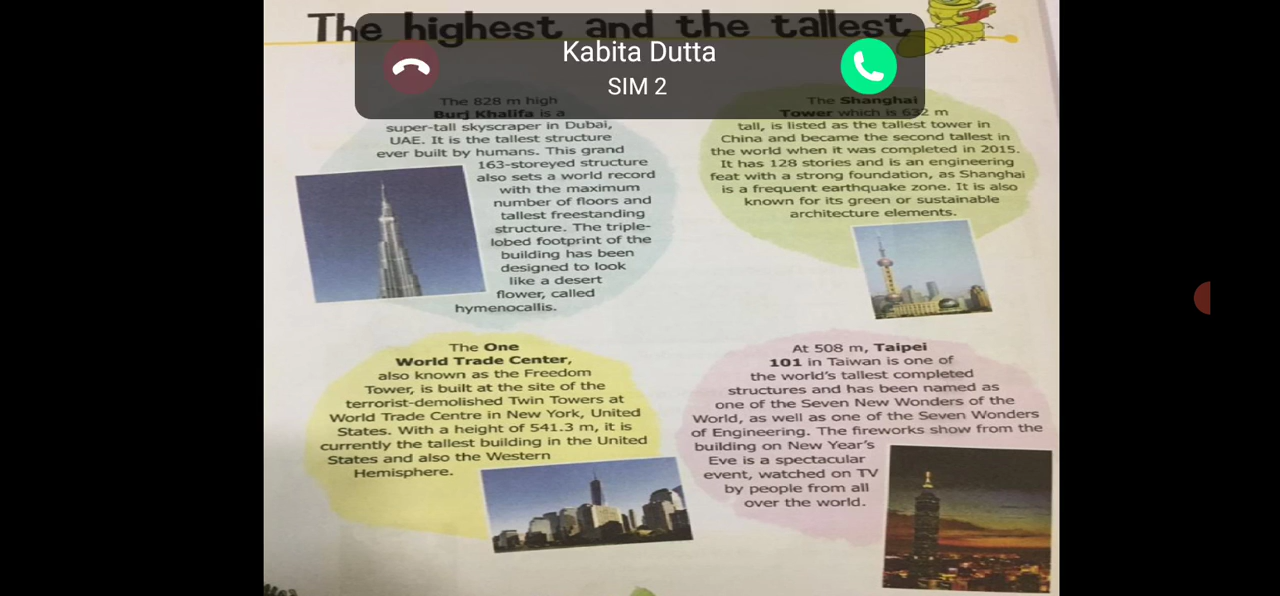 The highest and the tallest
Kabita Dutta
SIM 2
The 828 m high
Burj Khalifa is a
super-tall skyscraper in Dubai,
UAE. It is the tallest structure
ever built by humans. This grand
163-storeyed structure
also sets a world record
with the maximum
number of floors and
tallest freestanding
structure. The triple-
lobed footprint of the
building has been
designed to look
like a desert
flower, called
hymenocallis.
The Shanghai
Tower which is 632 m
tall, is listed as the tallest tower in
China and became the second tallest in
the world when it was completed in 2015.
It has 128 stories and is an engineering
feat with a strong foundation, as Shanghai
is a frequent earthquake zone. It is also
known for its green or sustainable
architecture elements.
The One
World Trade Center,
also known as the Freedom
Tower, is built at the site of the
terrorist-demolished Twin Towers at
World Trade Centre in New York, United
States. With a height of 541.3 m, it is
currently the tallest building in the United
States and also the Western
Hemisphere.
At 508 m, Taipei
101 in Taiwan is one of
the world's tallest completed
structures and has been named as
one of the Seven New Wonders of the
World, as well as one of the Seven Wonders
of Engineering. The fireworks show from the
building on New Year's
Eve is a spectacular
event, watched on TV
by people from all
over the world.